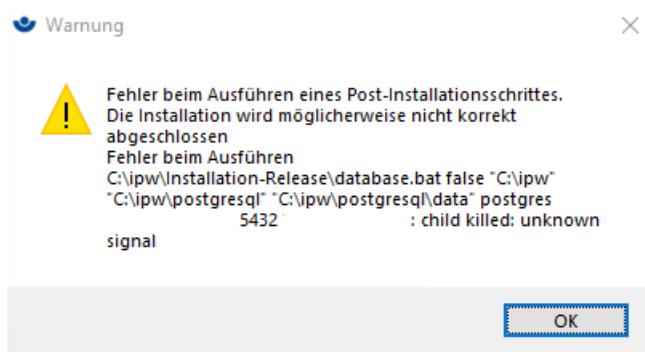 Warnung
Fehler beim Ausführen eines Post-Installationsschrittes.
Die Installation wird möglicherweise nicht korrekt
abgeschlossen
Fehler beim Ausführen
C:\ipw\Installation-Release\database.bat false "C:\ipw"
"C:\ipw\postgresql" "C:\ipw\postgresql\data" postgres
5432 : child killed: unknown
signal
OK